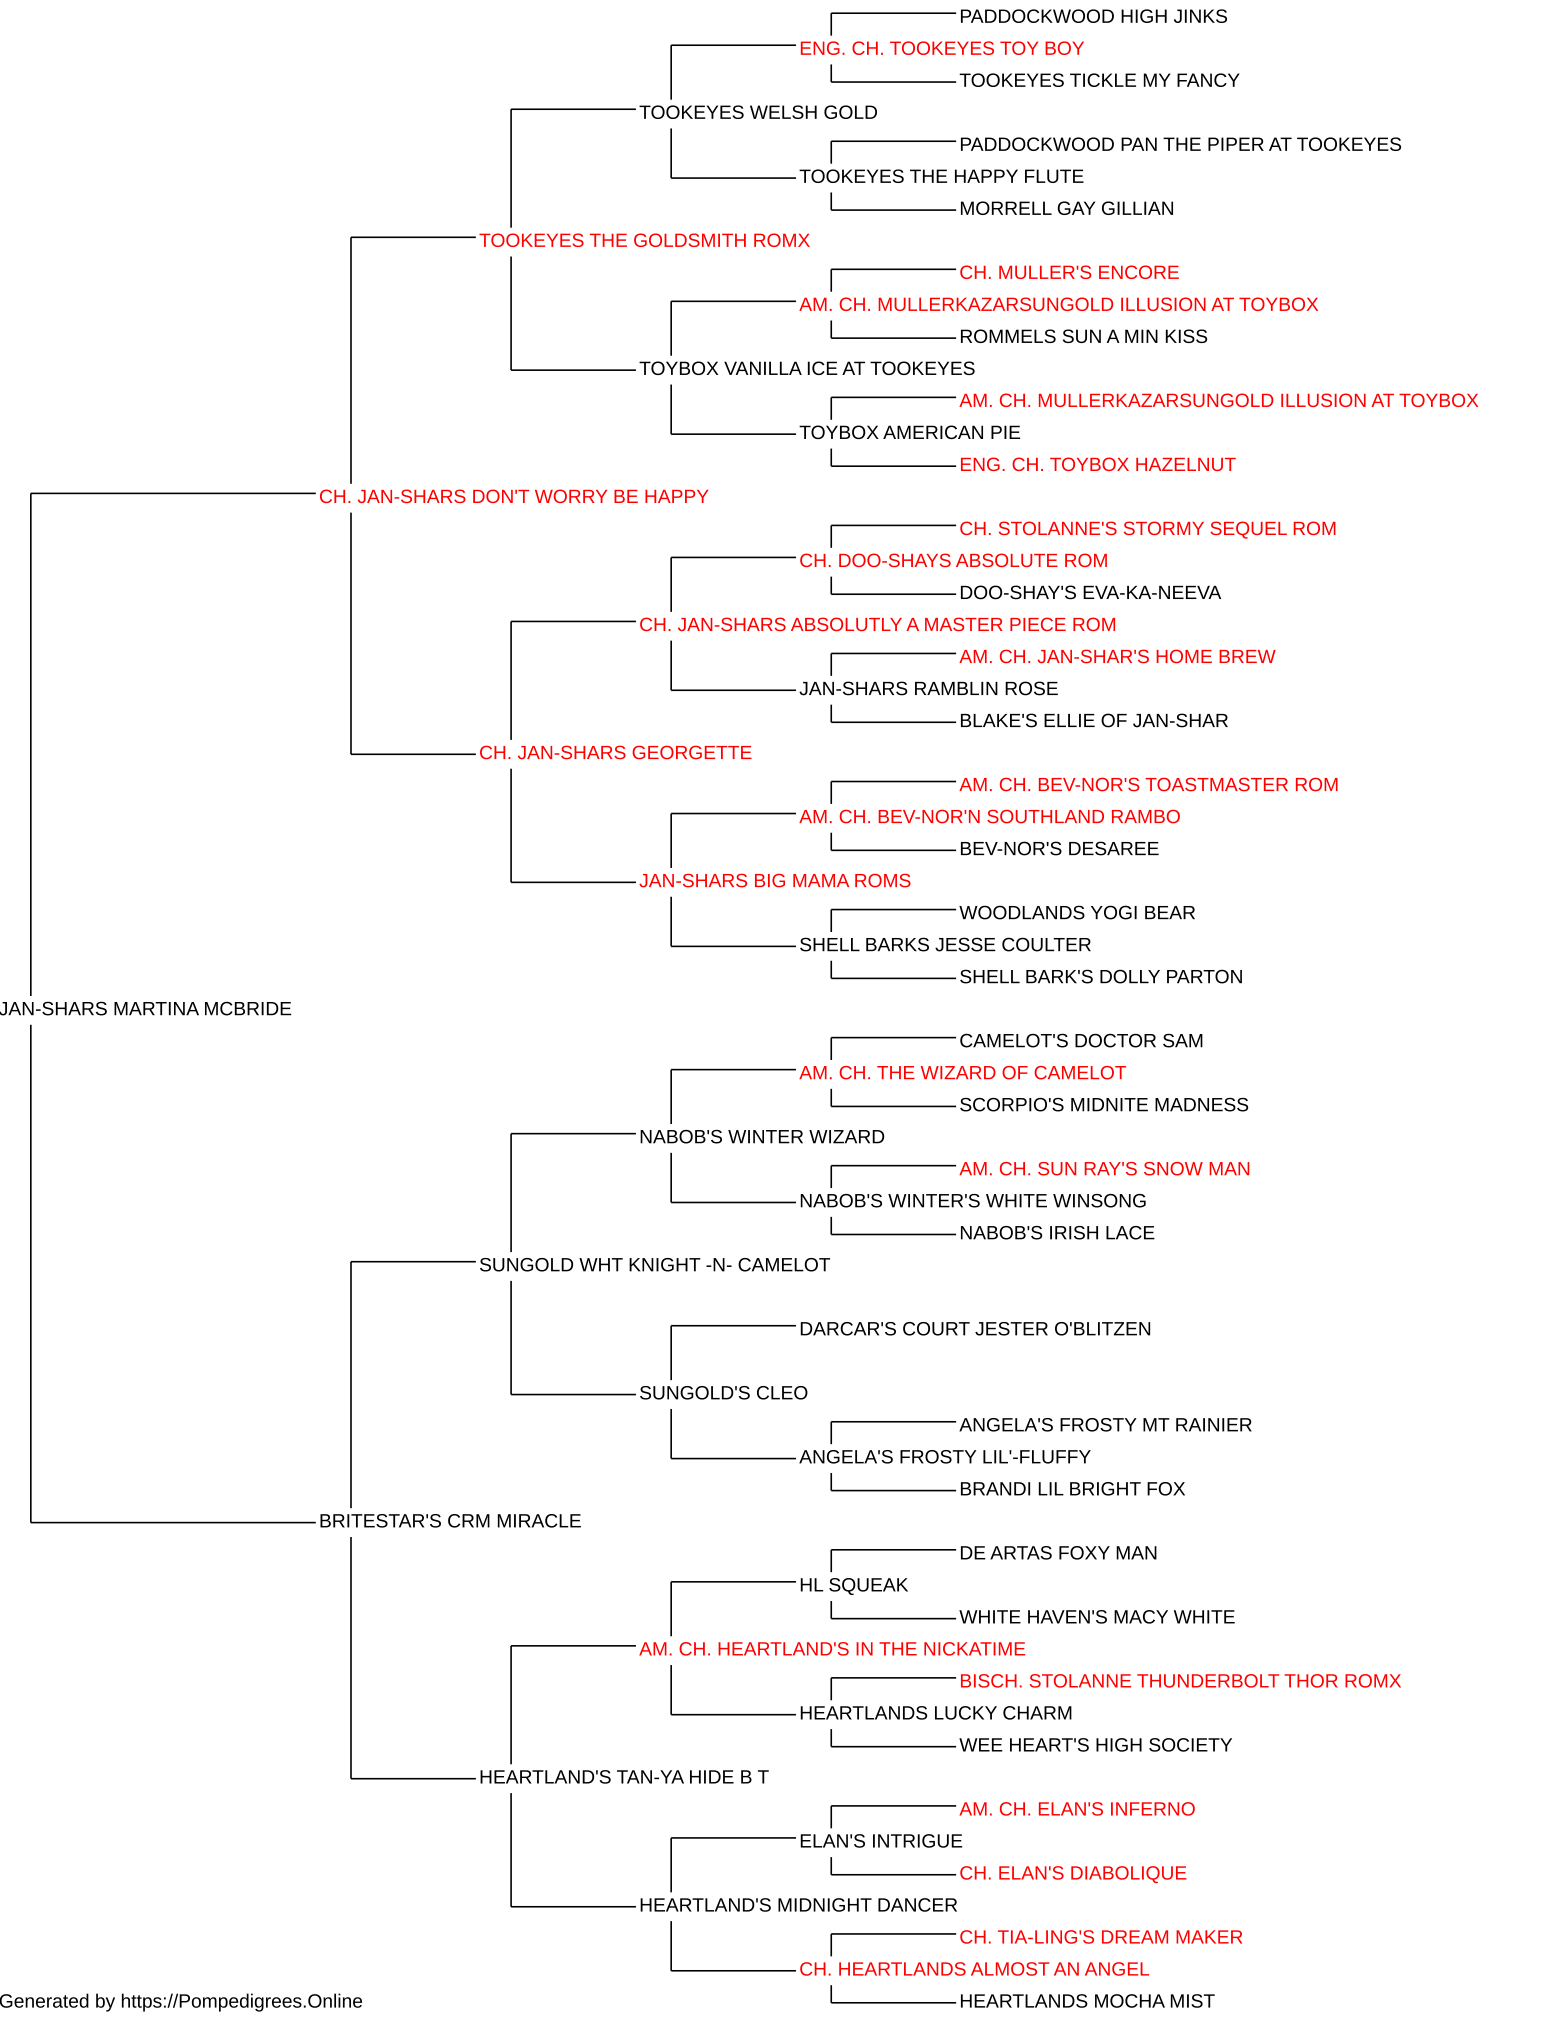 PADDOCKWOOD HIGH JINKS
ENG. CH. TOOKEYES TOY BOY
TOOKEYES TICKLE MY FANCY
TOOKEYES WELSH GOLD
PADDOCKWOOD PAN THE PIPER AT TOOKEYES
TOOKEYES THE HAPPY FLUTE
MORRELL GAY GILLIAN
TOOKEYES THE GOLDSMITH ROMX
CH. MULLER'S ENCORE
AM. CH. MULLERKAZARSUNGOLD ILLUSION AT TOYBOX
ROMMELS SUN A MIN KISS
TOYBOX VANILLA ICE AT TOOKEYES
AM. CH. MULLERKAZARSUNGOLD ILLUSION AT TOYBOX
TOYBOX AMERICAN PIE
ENG. CH. TOYBOX HAZELNUT
CH. JAN-SHARS DON'T WORRY BE HAPPY
CH. STOLANNE'S STORMY SEQUEL ROM
CH. DOO-SHAYS ABSOLUTE ROM
DOO-SHAY'S EVA-KA-NEEVA
CH. JAN-SHARS ABSOLUTLY A MASTER PIECE ROM
AM. CH. JAN-SHAR'S HOME BREW
JAN-SHARS RAMBLIN ROSE
BLAKE'S ELLIE OF JAN-SHAR
CH. JAN-SHARS GEORGETTE
AM. CH. BEV-NOR'S TOASTMASTER ROM
AM. CH. BEV-NOR'N SOUTHLAND RAMBO
BEV-NOR'S DESAREE
JAN-SHARS BIG MAMA ROMS
WOODLANDS YOGI BEAR
SHELL BARKS JESSE COULTER
SHELL BARK'S DOLLY PARTON
JAN-SHARS MARTINA MCBRIDE
CAMELOT'S DOCTOR SAM
AM. CH. THE WIZARD OF CAMELOT
SCORPIO'S MIDNITE MADNESS
NABOB'S WINTER WIZARD
AM. CH. SUN RAY'S SNOW MAN
NABOB'S WINTER'S WHITE WINSONG
NABOB'S IRISH LACE
SUNGOLD WHT KNIGHT -N- CAMELOT
DARCAR'S COURT JESTER O'BLITZEN
SUNGOLD'S CLEO
ANGELA'S FROSTY MT RAINIER
ANGELA'S FROSTY LIL'-FLUFFY
BRANDI LIL BRIGHT FOX
BRITESTAR'S CRM MIRACLE
DE ARTAS FOXY MAN
HL SQUEAK
WHITE HAVEN'S MACY WHITE
AM. CH. HEARTLAND'S IN THE NICKATIME
BISCH. STOLANNE THUNDERBOLT THOR ROMX
HEARTLANDS LUCKY CHARM
WEE HEART'S HIGH SOCIETY
HEARTLAND'S TAN-YA HIDE B T
AM. CH. ELAN'S INFERNO
ELAN'S INTRIGUE
CH. ELAN'S DIABOLIQUE
HEARTLAND'S MIDNIGHT DANCER
CH. TIA-LING'S DREAM MAKER
CH. HEARTLANDS ALMOST AN ANGEL
HEARTLANDS MOCHA MIST
Generated by https://Pompedigrees.Online